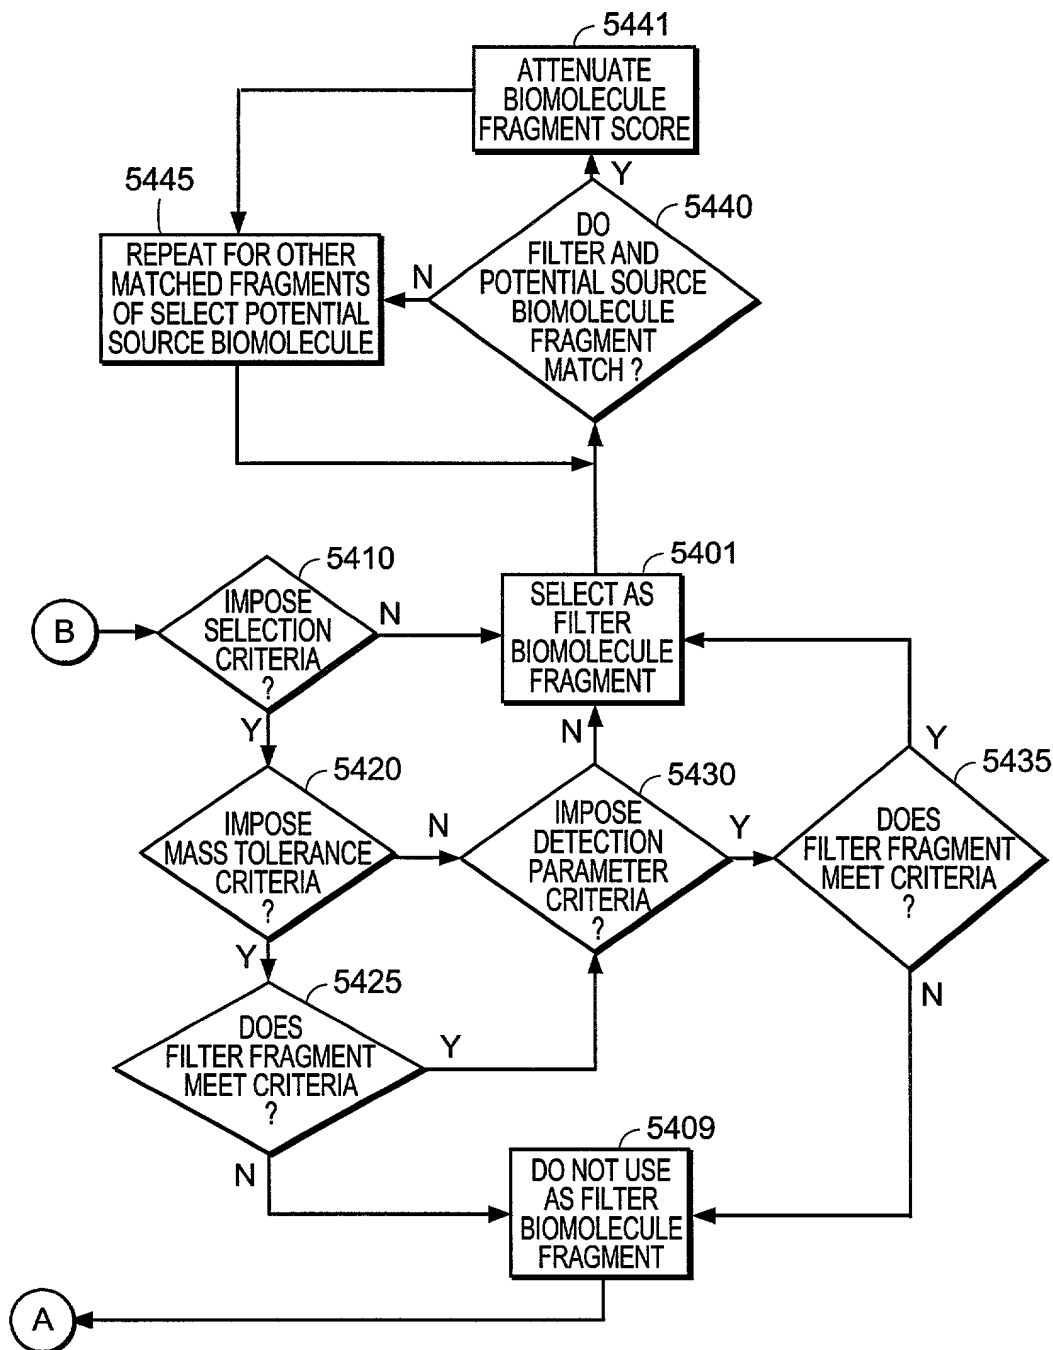 5441
ATTENUATE
BIOMOLECULE
FRAGMENT SCORE
5445
REPEAT FOR OTHER
MATCHED FRAGMENTS
OF SELECT POTENTIAL
SOURCE BIOMOLECULE
Y
5440
DO
FILTER AND
POTENTIAL SOURCE
BIOMOLECULE
FRAGMENT
MATCH ?
N
5410
B
IMPOSE
SELECTION
CRITERIA
?
N
Y
5401
SELECT AS
FILTER
BIOMOLECULE
FRAGMENT
5420
IMPOSE
MASS TOLERANCE
CRITERIA
?
N
Y
N
5430
IMPOSE
DETECTION
PARAMETER
CRITERIA
?
Y
Y
5435
DOES
FILTER FRAGMENT
MEET CRITERIA
?
N
5425
DOES
FILTER FRAGMENT
MEET CRITERIA
?
Y
N
5409
DO NOT USE
AS FILTER
BIOMOLECULE
FRAGMENT
A